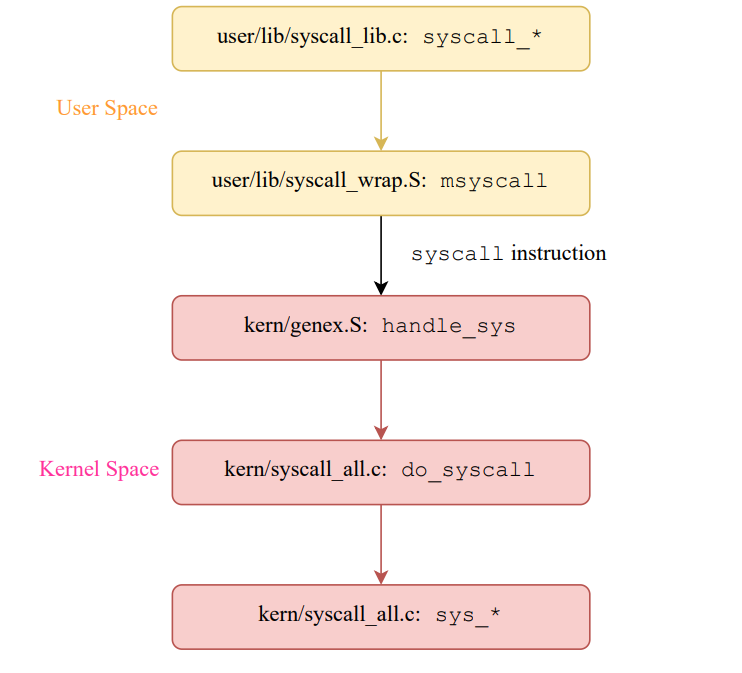 user/lib/syscall_lib.c: syscall_*
User Space
user/lib/syscall_wrap.S: msyscall
syscall instruction
kern/genex.S: handle_sys
Kernel Space
kern/syscall_all.c: do_syscall
kern/syscall_all.c: sys_*